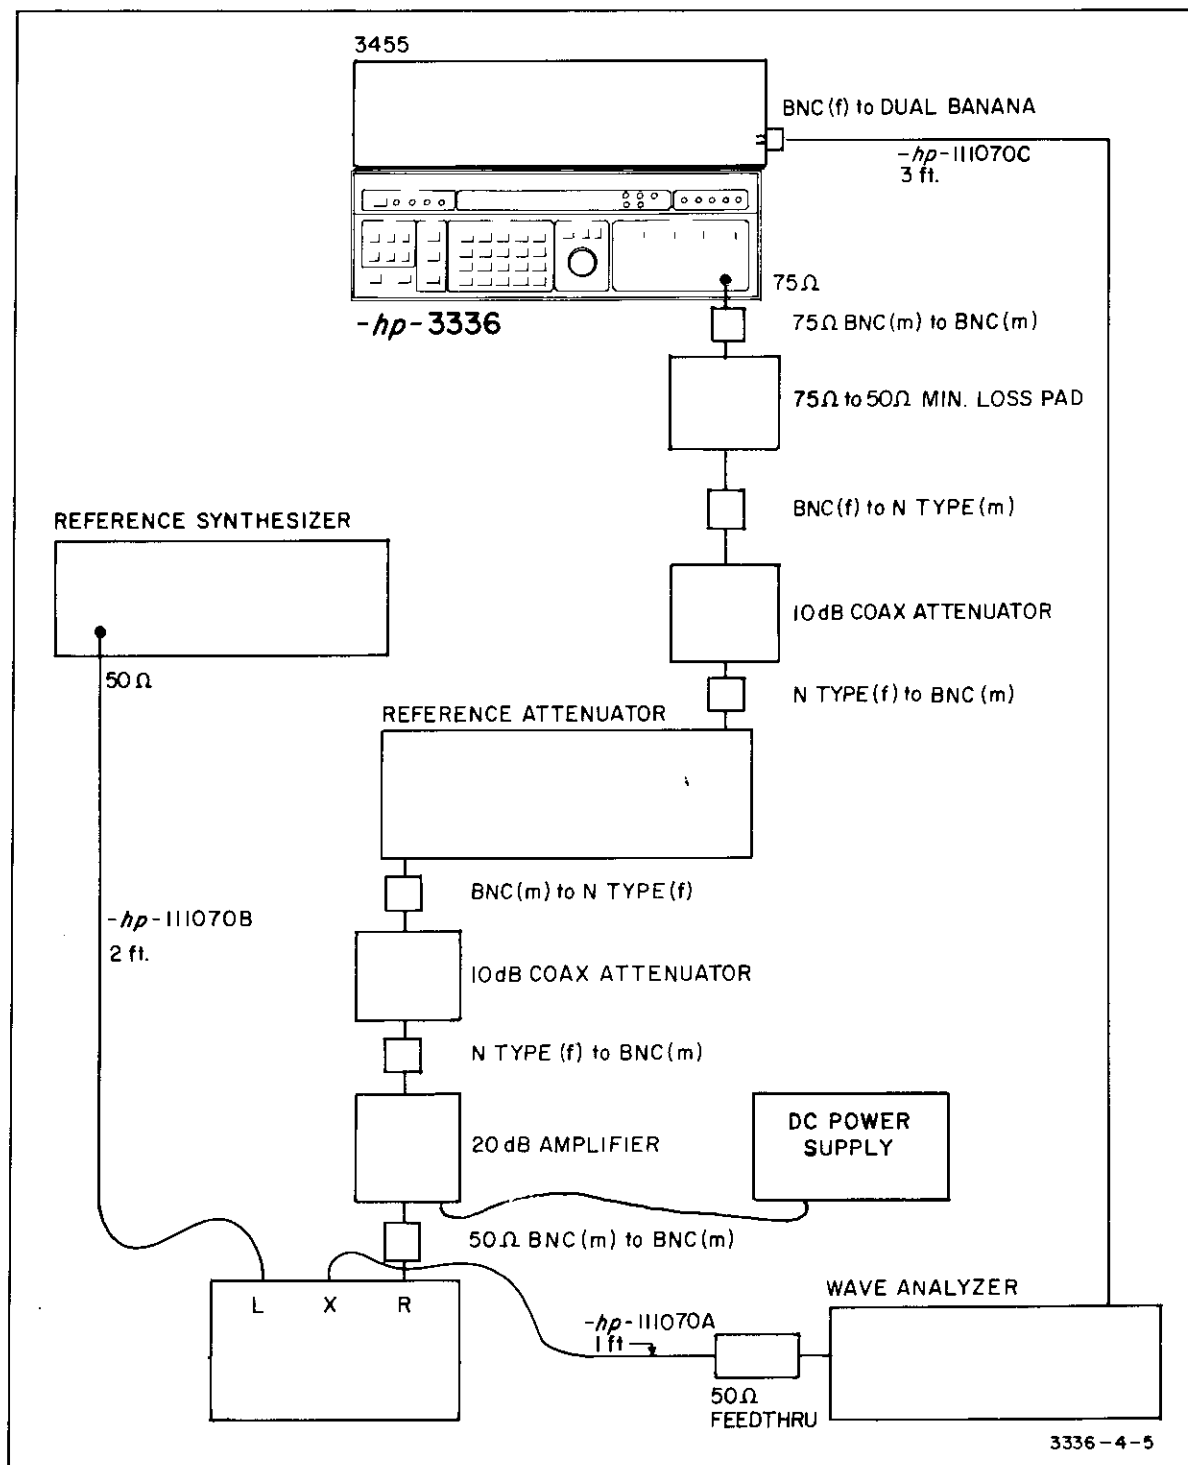 3455
BNC(f) to DUAL BANANA
-hp-111070C
3 ft.
75Ω
-hp-3336
75Ω BNC(m) to BNC(m)
75Ω to 50Ω MIN. LOSS PAD
BNC(f) to N TYPE(m)
REFERENCE SYNTHESIZER
10dB COAX ATTENUATOR
50Ω
N TYPE(f) to BNC(m)
REFERENCE ATTENUATOR
BNC(m) to N TYPE(f)
-hp-111070B
2 ft.
10dB COAX ATTENUATOR
N TYPE (f) to BNC(m)
DC POWER
SUPPLY
20dB AMPLIFIER
50Ω BNC(m) to BNC(m)
WAVE ANALYZER
L X R
-hp-111070A
1 ft
50Ω
FEEDTHRU
3336-4-5